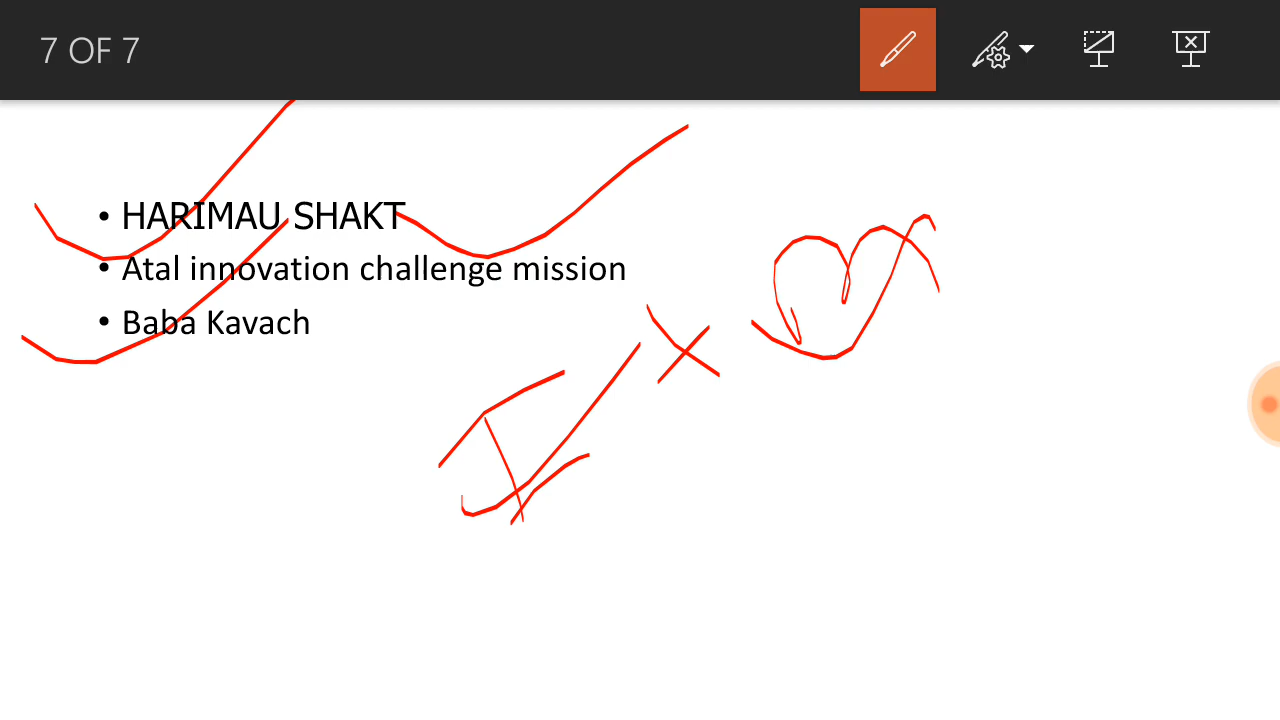 7 OF 7
• HARIMAU SHAKT
• Atal innovation challenge mission
• Baba Kavach